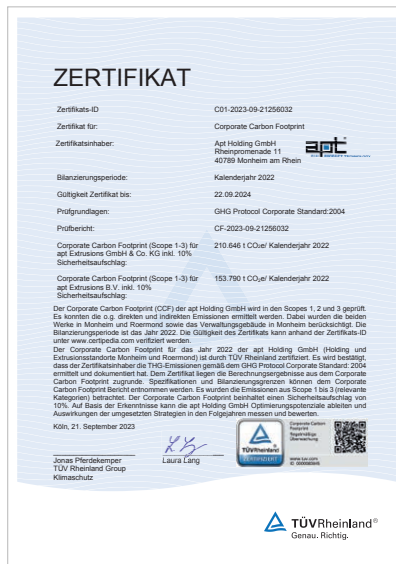 ZERTIFIKAT
Zertifikats-ID C01-2023-09-21256032
Zertifikat für: Corporate Carbon Footprint
Zertifikatsinhaber: Apt Holding GmbH
Rheinpromenade 11
40789 Monheim am Rhein
apt
Bilanzierungsperiode: Kalenderjahr 2022
Gültigkeit Zertifikat bis: 22.09.2024
Prüfgrundlagen: GHG Protocol Corporate Standard:2004
Prüfbericht: CF-2023-09-21256032
Corporate Carbon Footprint (Scope 1-3) für 210.646 t CO₂e/ Kalenderjahr 2022
apt Extrusions GmbH & Co. KG inkl. 10%
Sicherheitsaufschlag:
Corporate Carbon Footprint (Scope 1-3) für 153.790 t CO₂e/ Kalenderjahr 2022
apt Extrusions B.V. inkl. 10%
Sicherheitsaufschlag:
Der Corporate Carbon Footprint (CCF) der apt Holding GmbH wird in den Scopes 1, 2 und 3 geprüft.
Es konnten die o.g. direkten und indirekten Emissionen ermittelt werden. Dabei wurden die beiden
Werke in Monheim und Roermond sowie das Verwaltungsgebäude in Monheim berücksichtigt. Die
Bilanzierungsperiode ist das Jahr 2022. Die Gültigkeit des Zertifikats kann anhand der Zertifikats-ID
unter www.certipedia.com verifiziert werden.
Der Corporate Carbon Footprint für das Jahr 2022 der apt Holding GmbH (Holding und
Extrusionsstandorte Monheim und Roermond) ist durch TÜV Rheinland zertifiziert. Es wird bestätigt,
dass der Zertifikatsinhaber die THG-Emissionen gemäß dem GHG Protocol Corporate Standard: 2004
ermittelt und dokumentiert hat. Dem Zertifikat liegen die Berechnungsergebnisse aus dem Corporate
Carbon Footprint zugrunde. Spezifikationen und Bilanzierungsgrenzen können dem Corporate
Carbon Footprint Bericht entnommen werden. Es wurden die Emissionen aus Scope 1 bis 3 (relevante
Kategorien) betrachtet. Der Corporate Carbon Footprint beinhaltet einen Sicherheitsaufschlag von
10%. Auf Basis der Erkenntnisse kann die apt Holding GmbH Optimierungspotenziale ableiten und
Auswirkungen der umgesetzten Strategien in den Folgejahren messen und bewerten.
Köln, 21. September 2023
Jonas Pferdekemper Laura Lang
TÜV Rheinland Group
Klimaschutz
TÜVRheinland
ZERTIFIZIERT
Corporate Carbon
Footprint
Regelmäßige
Überwachung
www.tuv.com
TÜVRheinland®
Genau. Richtig.